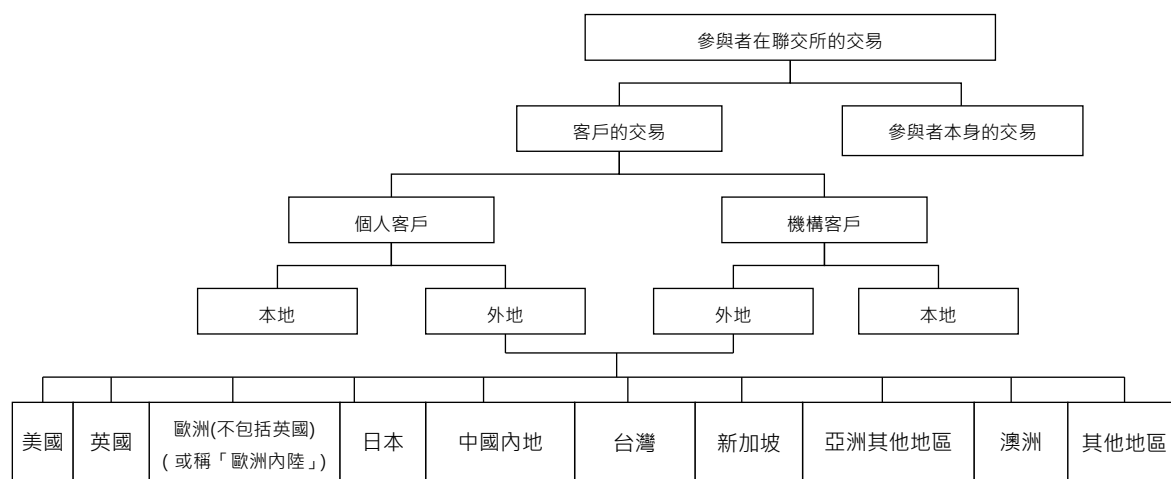 參與者在聯交所的交易
客戶的交易
參與者本身的交易
個人客戶
機構客戶
本地
外地
外地
本地
美國
英國
歐洲(不包括英國)
(或稱「歐洲內陸」)
日本
中國內地
台灣
新加坡
亞洲其他地區
澳洲
其他地區